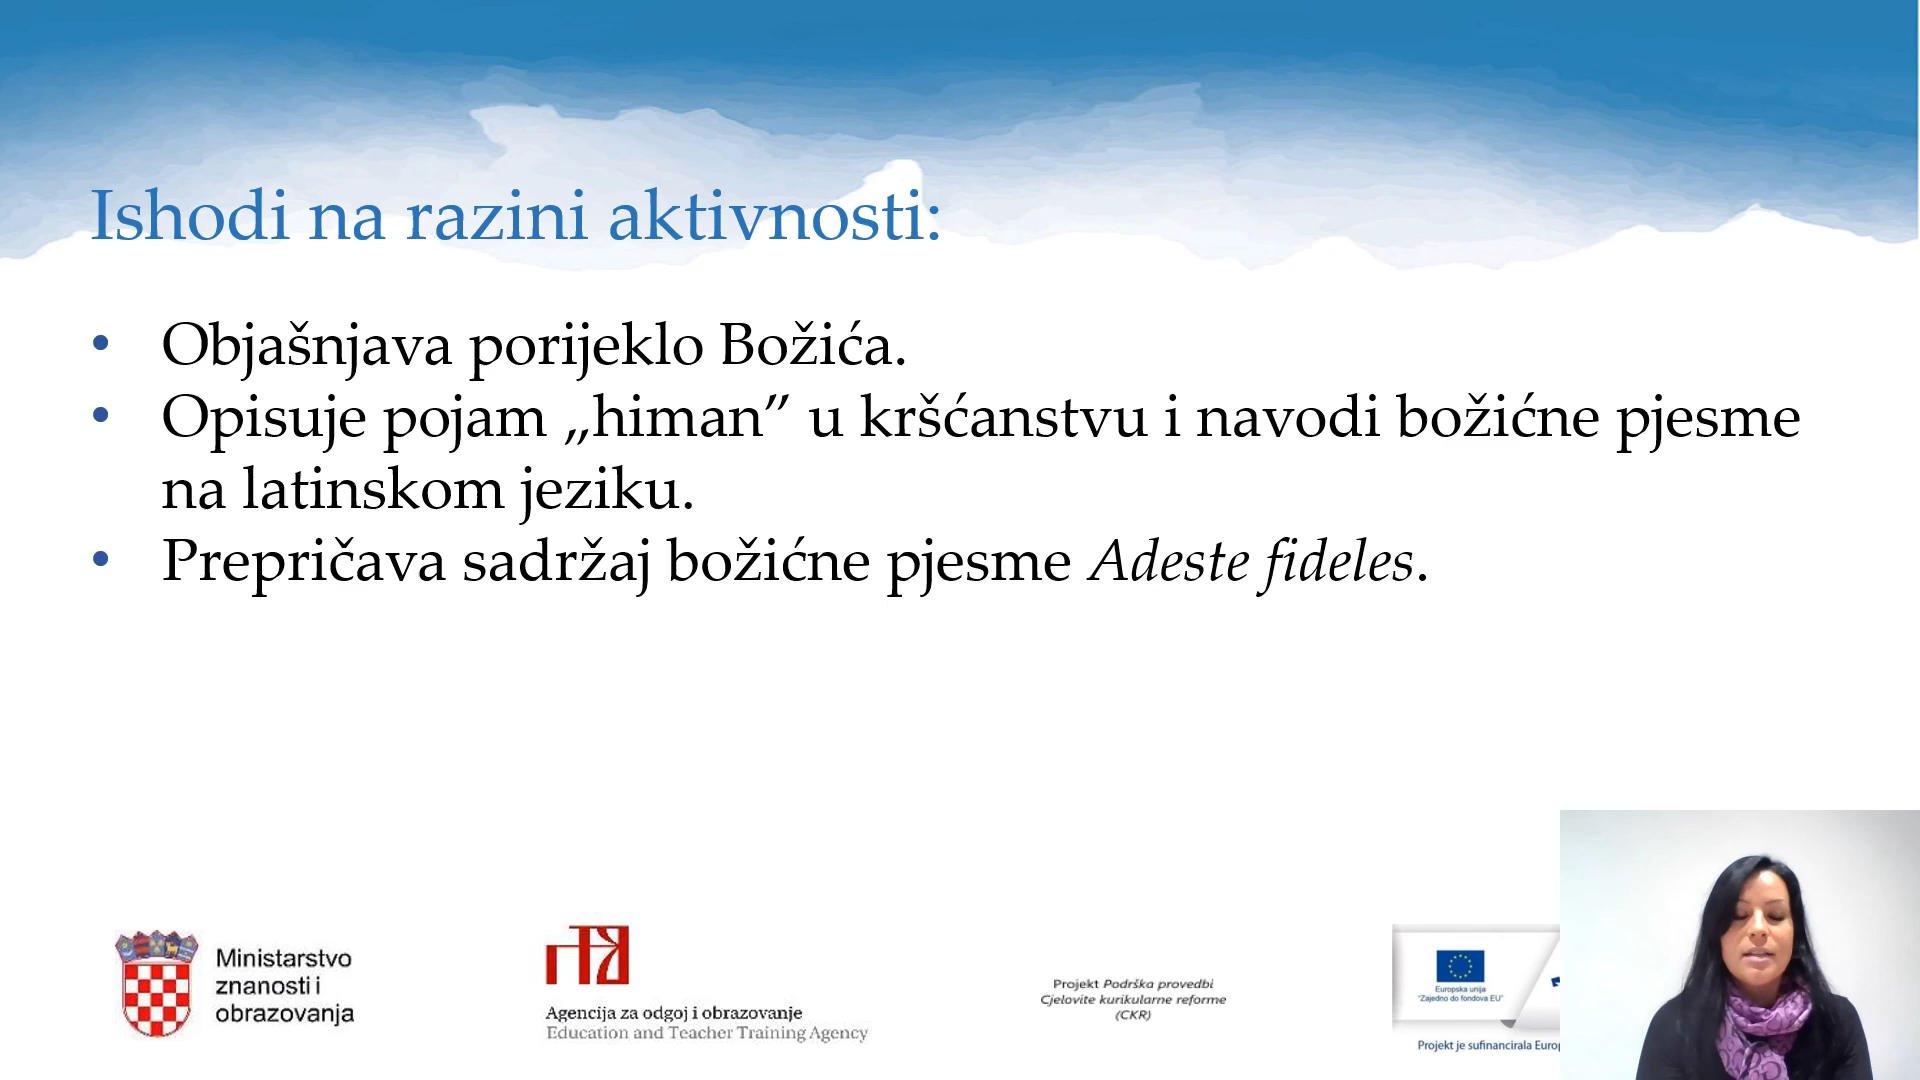 Ishodi na razini aktivnosti:
• Objašnjava porijeklo Božića.
• Opisuje pojam „himan” u kršćanstvu i navodi božićne pjesme
na latinskom jeziku.
• Prepričava sadržaj božićne pjesme Adeste fideles.
Ministarstvo
znanosti i
obrazovanja
Agencija za odgoj i obrazovanje
Education and Teacher Training Agency
Projekt Podrška provedbi
Cjelovite kurikularne reforme
(CKR)
Europska unija
"Zajedno do fondova EU"
Projekt je sufinancirala